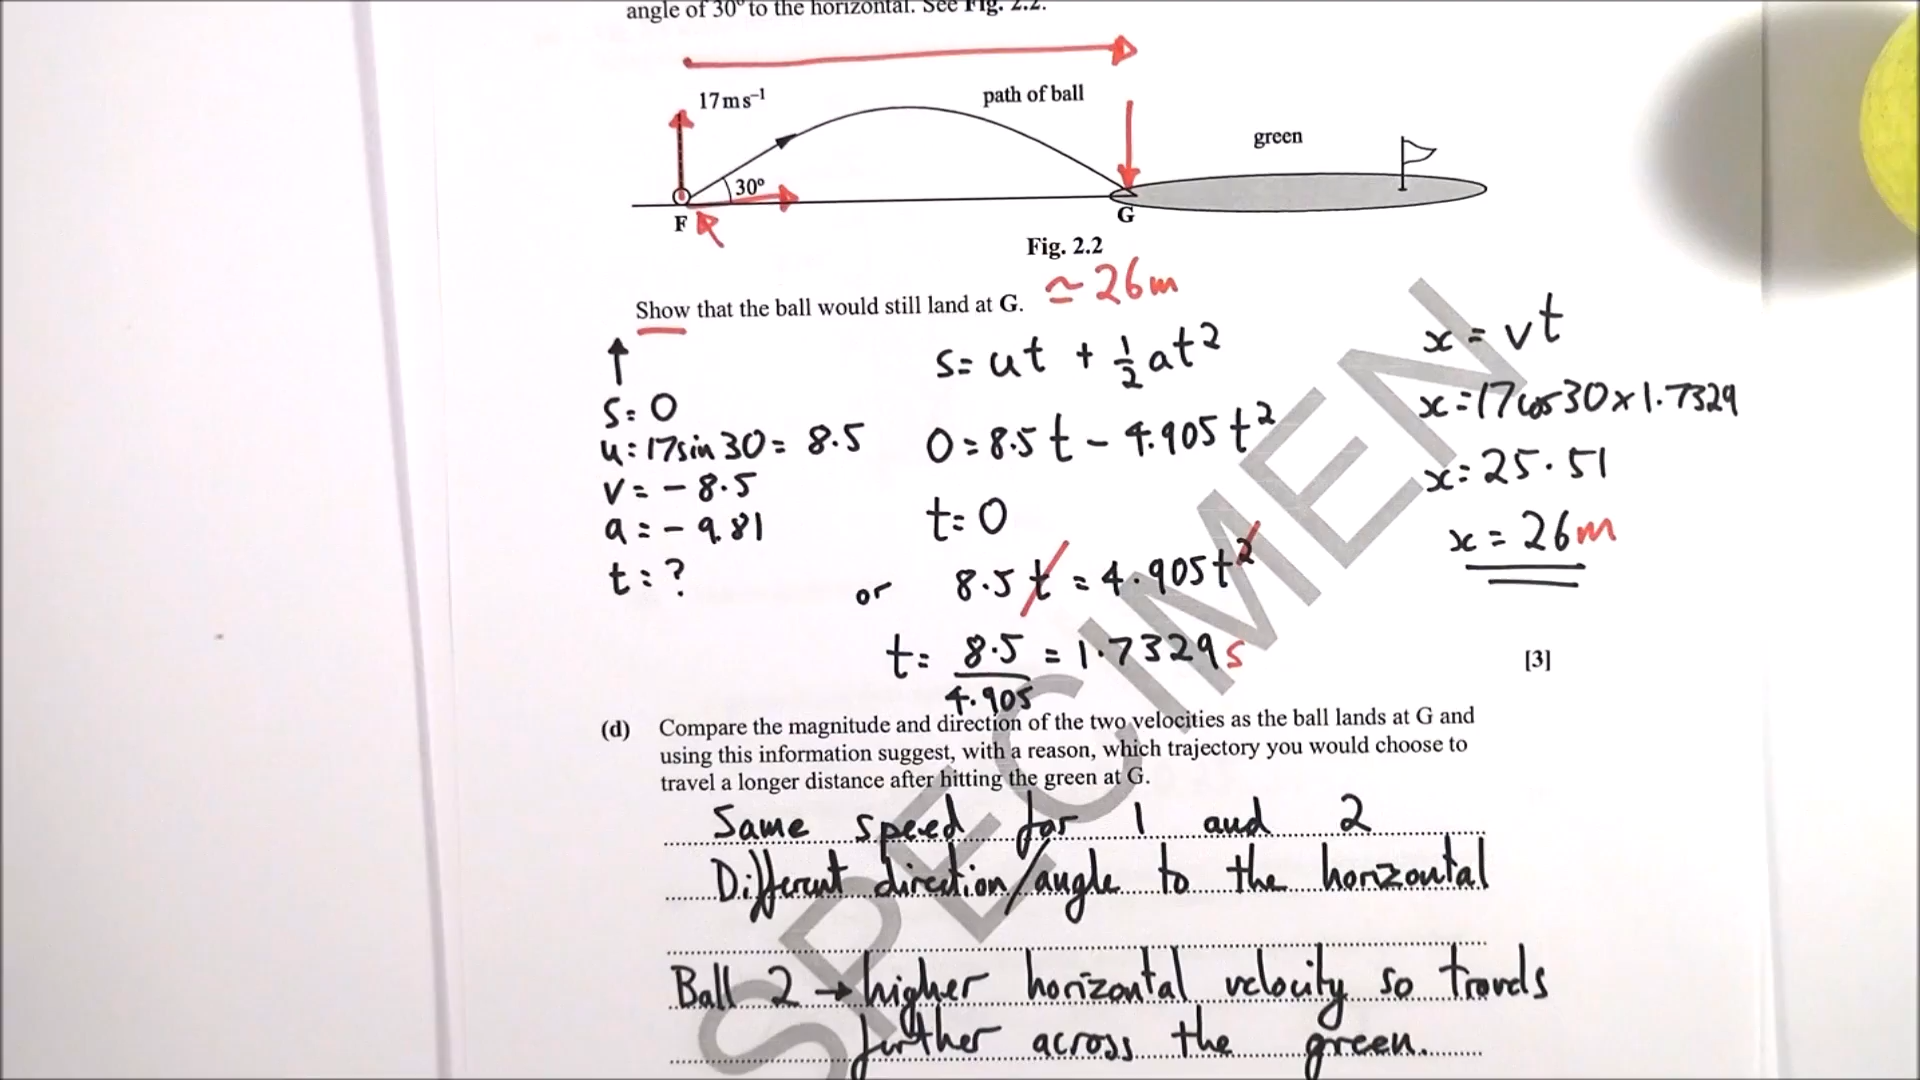 angle of 30° to the horizontal. See Fig. 2.2.
17 m s⁻¹
path of ball
green
30°
F
G
Fig. 2.2
≃ 26m
Show that the ball would still land at G.
↑
s = 0
u = 17sin 30 = 8.5
v = - 8.5
a = - 9.81
t = ?
s = ut + ½at²
0 = 8.5t - 4.905t²
t = 0
or 8.5t = 4.905t²
t = 8.5/4.905 = 1.7329s
x = vt
x = 17cos30 x 1.7329
x = 25.51
x = 26m
[3]
(d) Compare the magnitude and direction of the two velocities as the ball lands at G and
using this information suggest, with a reason, which trajectory you would choose to
travel a longer distance after hitting the green at G.
Same speed for 1 and 2
Different direction/angle to the horizontal
Ball 2 → higher horizontal velocity so travels
further across the green.
SPECIMEN